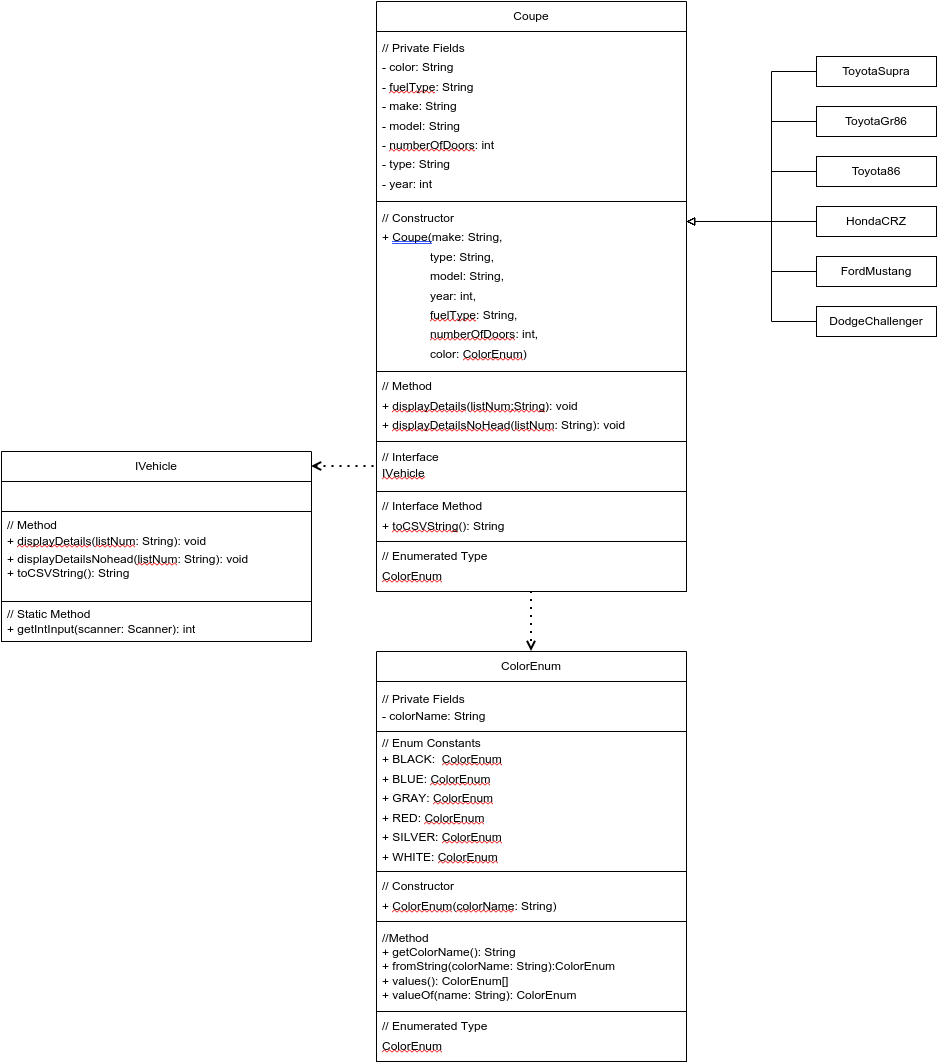 Coupe
// Private Fields
- color: String
- fuelType: String
- make: String
- model: String
- numberOfDoors: int
- type: String
- year: int
// Constructor
+ Coupe(make: String,
type: String,
model: String,
year: int,
fuelType: String,
numberOfDoors: int,
color: ColorEnum)
// Method
+ displayDetails(listNum:String): void
+ displayDetailsNoHead(listNum: String): void
// Interface
IVehicle
// Interface Method
+ toCSVString(): String
// Enumerated Type
ColorEnum
ToyotaSupra
ToyotaGr86
Toyota86
HondaCRZ
FordMustang
DodgeChallenger
IVehicle
// Method
+ displayDetails(listNum: String): void
+ displayDetailsNohead(listNum: String): void
+ toCSVString(): String
// Static Method
+ getIntInput(scanner: Scanner): int
ColorEnum
// Private Fields
- colorName: String
// Enum Constants
+ BLACK:  ColorEnum
+ BLUE: ColorEnum
+ GRAY: ColorEnum
+ RED: ColorEnum
+ SILVER: ColorEnum
+ WHITE: ColorEnum
// Constructor
+ ColorEnum(colorName: String)
//Method
+ getColorName(): String
+ fromString(colorName: String):ColorEnum
+ values(): ColorEnum[]
+ valueOf(name: String): ColorEnum
// Enumerated Type
ColorEnum